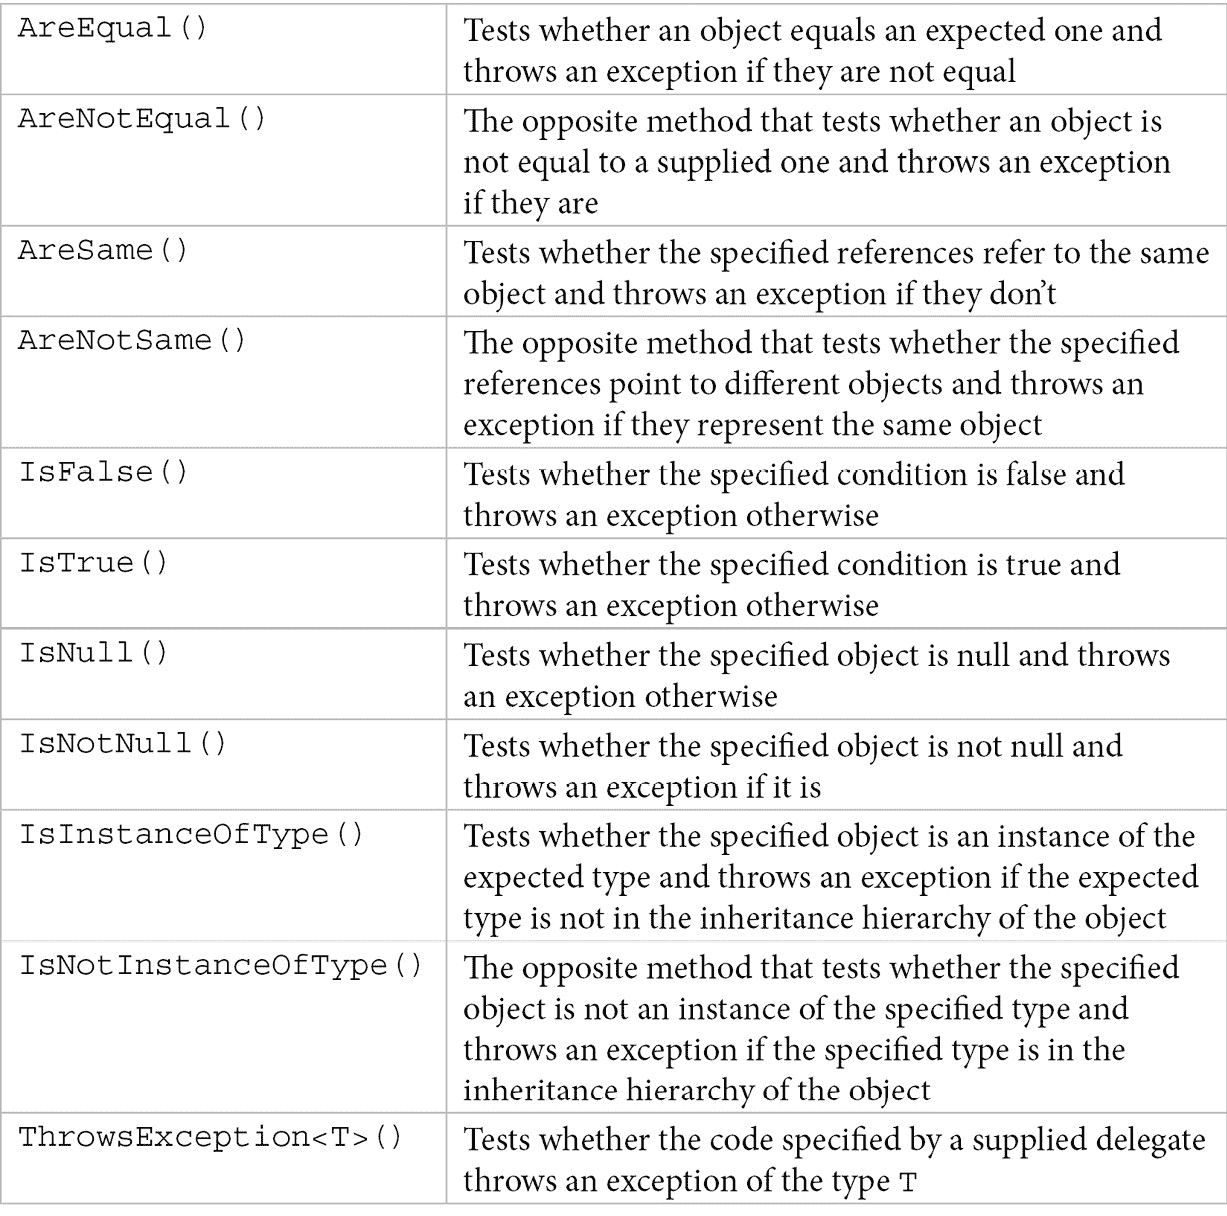 AreEqual()
Tests whether an object equals an expected one and
throws an exception if they are not equal
AreNotEqual()
The opposite method that tests whether an object is
not equal to a supplied one and throws an exception
if they are
AreSame()
Tests whether the specified references refer to the same
object and throws an exception if they don’t
AreNotSame()
The opposite method that tests whether the specified
references point to different objects and throws an
exception if they represent the same object
IsFalse()
Tests whether the specified condition is false and
throws an exception otherwise
IsTrue()
Tests whether the specified condition is true and
throws an exception otherwise
IsNull()
Tests whether the specified object is null and throws
an exception otherwise
IsNotNull()
Tests whether the specified object is not null and
throws an exception if it is
IsInstanceOfType()
Tests whether the specified object is an instance of the
expected type and throws an exception if the expected
type is not in the inheritance hierarchy of the object
IsNotInstanceOfType()
The opposite method that tests whether the specified
object is not an instance of the specified type and
throws an exception if the specified type is in the
inheritance hierarchy of the object
ThrowsException<T>()
Tests whether the code specified by a supplied delegate
throws an exception of the type T